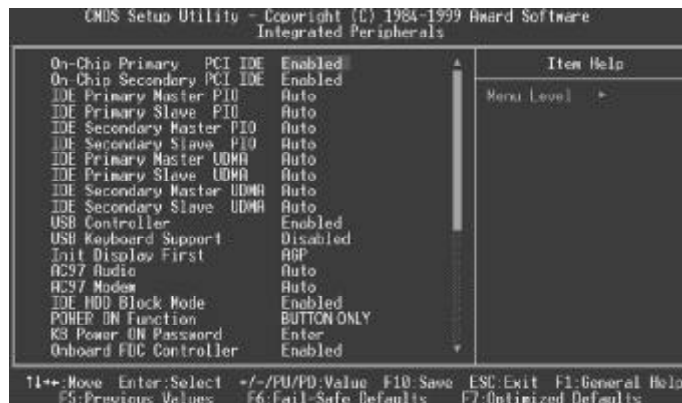 CMOS Setup Utility - Copyright (C) 1984-1999 Award Software
Integrated Peripherals
On-Chip Primary PCI IDE Enabled
On-Chip Secondary PCI IDE Enabled
IDE Primary Master PIO Auto
IDE Primary Slave PIO Auto
IDE Secondary Master PIO Auto
IDE Secondary Slave PIO Auto
IDE Primary Master UDMA Auto
IDE Primary Slave UDMA Auto
IDE Secondary Master UDMA Auto
IDE Secondary Slave UDMA Auto
USB Controller Enabled
USB Keyboard Support Disabled
Init Display First AGP
AC97 Audio Auto
AC97 Modem Auto
IDE HDD Block Mode Enabled
POWER ON Function BUTTON ONLY
KB Power ON Password Enter
Onboard FDC Controller Enabled
Item Help
Menu Level ►
↑↓→←:Move Enter:Select +/-/PU/PD:Value F10:Save ESC:Exit F1:General Help
F5:Previous Values F6:Fail-Safe Defaults F7:Optimized Defaults